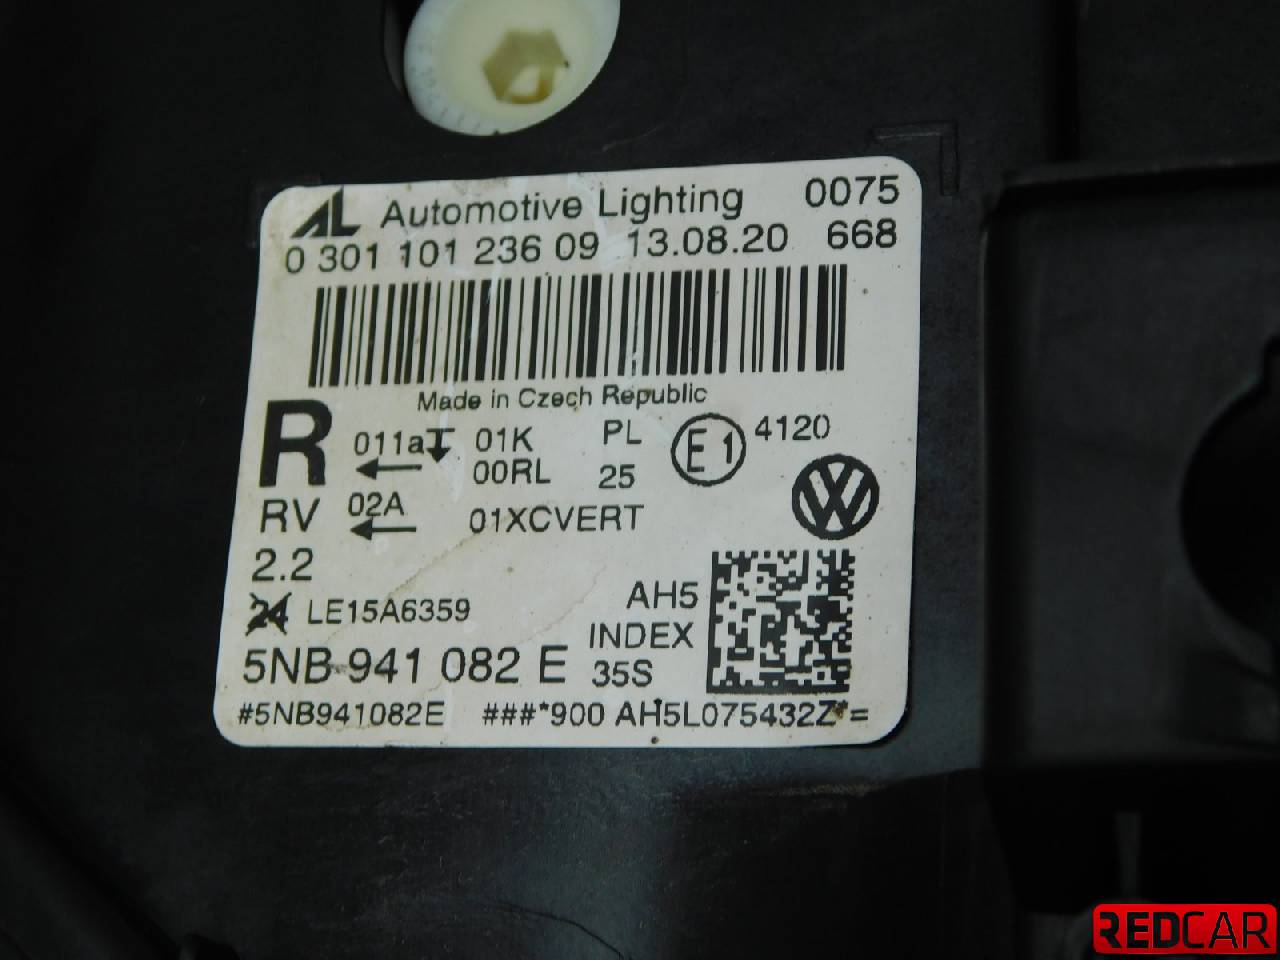 AL Automotive Lighting 0075
0 301 101 236 09 13.08.20 668
Made in Czech Republic
R 011a 01K PL E1 4120
00RL 25
RV 02A 01XCVERT
2.2
24 LE15A6359 AH5
INDEX
5NB 941 082 E 35S
#5NB941082E ###*900 AH5L075432Z*=
REDCAR